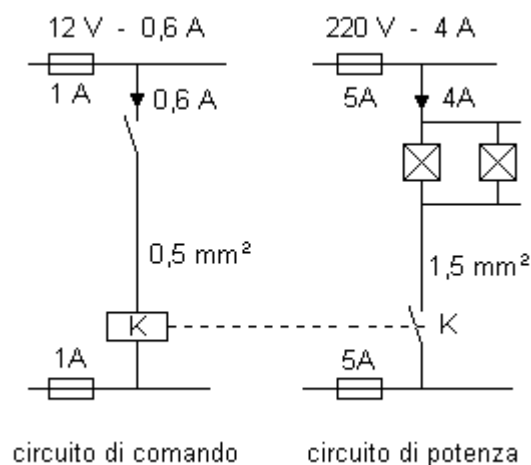 12 V - 0,6 A
220 V - 4 A
1 A
0,6 A
5A
4A
0,5 mm²
1,5 mm²
K
K
1A
5A
circuito di comando
circuito di potenza